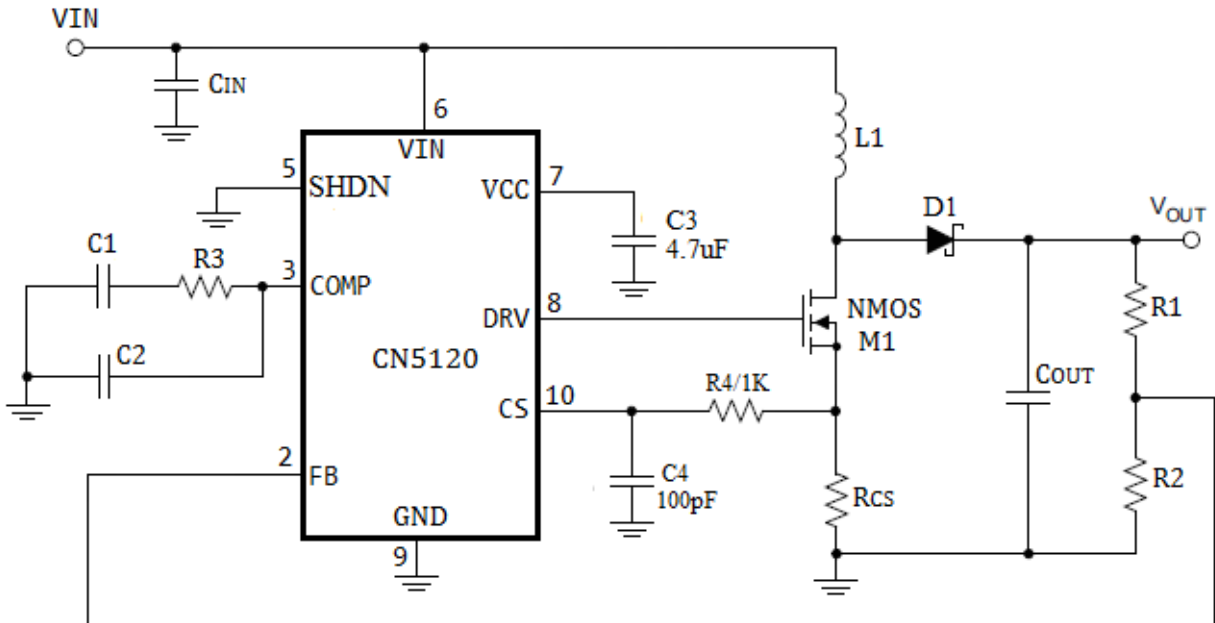 VIN
CIN
6
VIN
5
SHDN
VCC
7
C3
4.7uF
C1
R3
3
COMP
C2
CN5120
DRV
8
NMOS
M1
L1
D1
VOUT
R1
R4/1K
CS
10
C4
100pF
RCS
COUT
R2
2
FB
GND
9